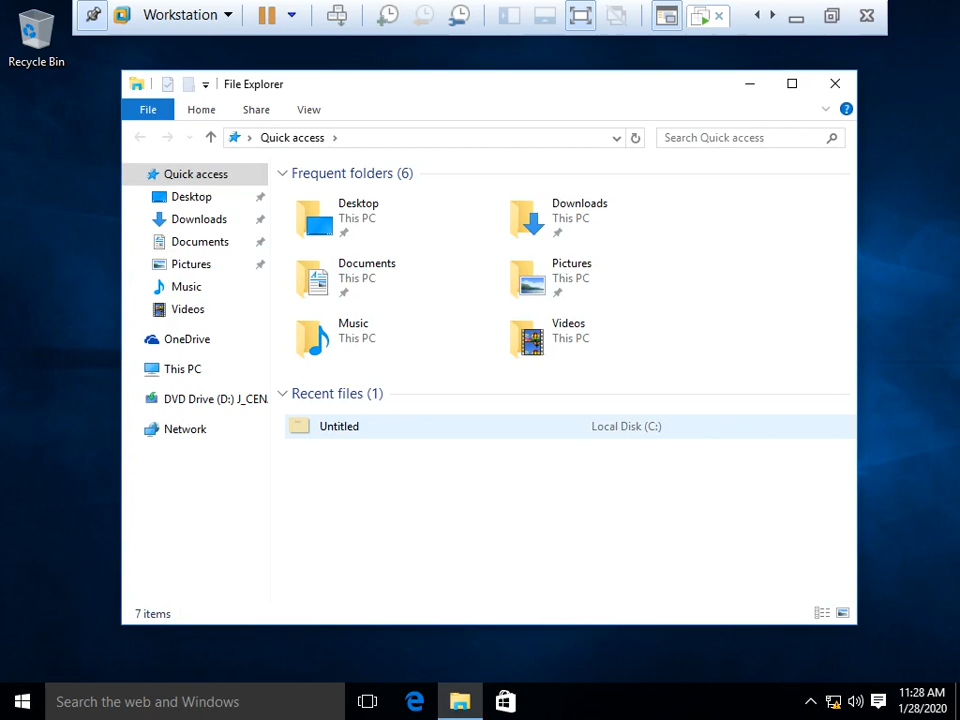 Workstation
Recycle Bin
File Explorer
File Home Share View
Quick access
Search Quick access
Quick access
Desktop
Downloads
Documents
Pictures
Music
Videos
OneDrive
This PC
DVD Drive (D:) J_CEN
Network
Frequent folders (6)
Desktop
This PC
Downloads
This PC
Documents
This PC
Pictures
This PC
Music
This PC
Videos
This PC
Recent files (1)
Untitled Local Disk (C:)
7 items
Search the web and Windows
11:28 AM
1/28/2020